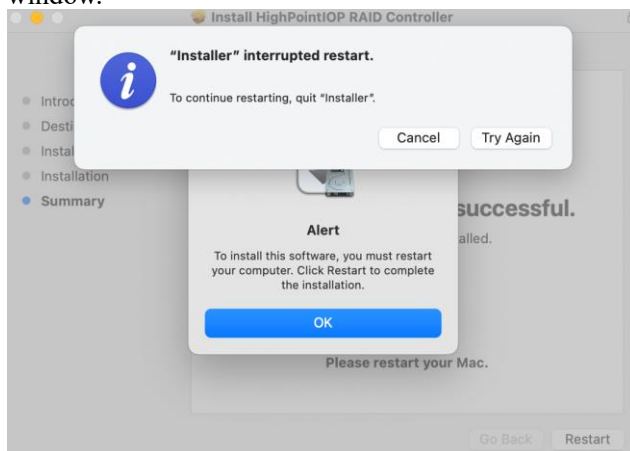 window.
Install HighPointIOP RAID Controller
"Installer" interrupted restart.
To continue restarting, quit "Installer".
Cancel
Try Again
Installation
Summary
successful.
Alert
To install this software, you must restart
your computer. Click Restart to complete
the installation.
OK
Please restart your Mac.
Go Back
Restart